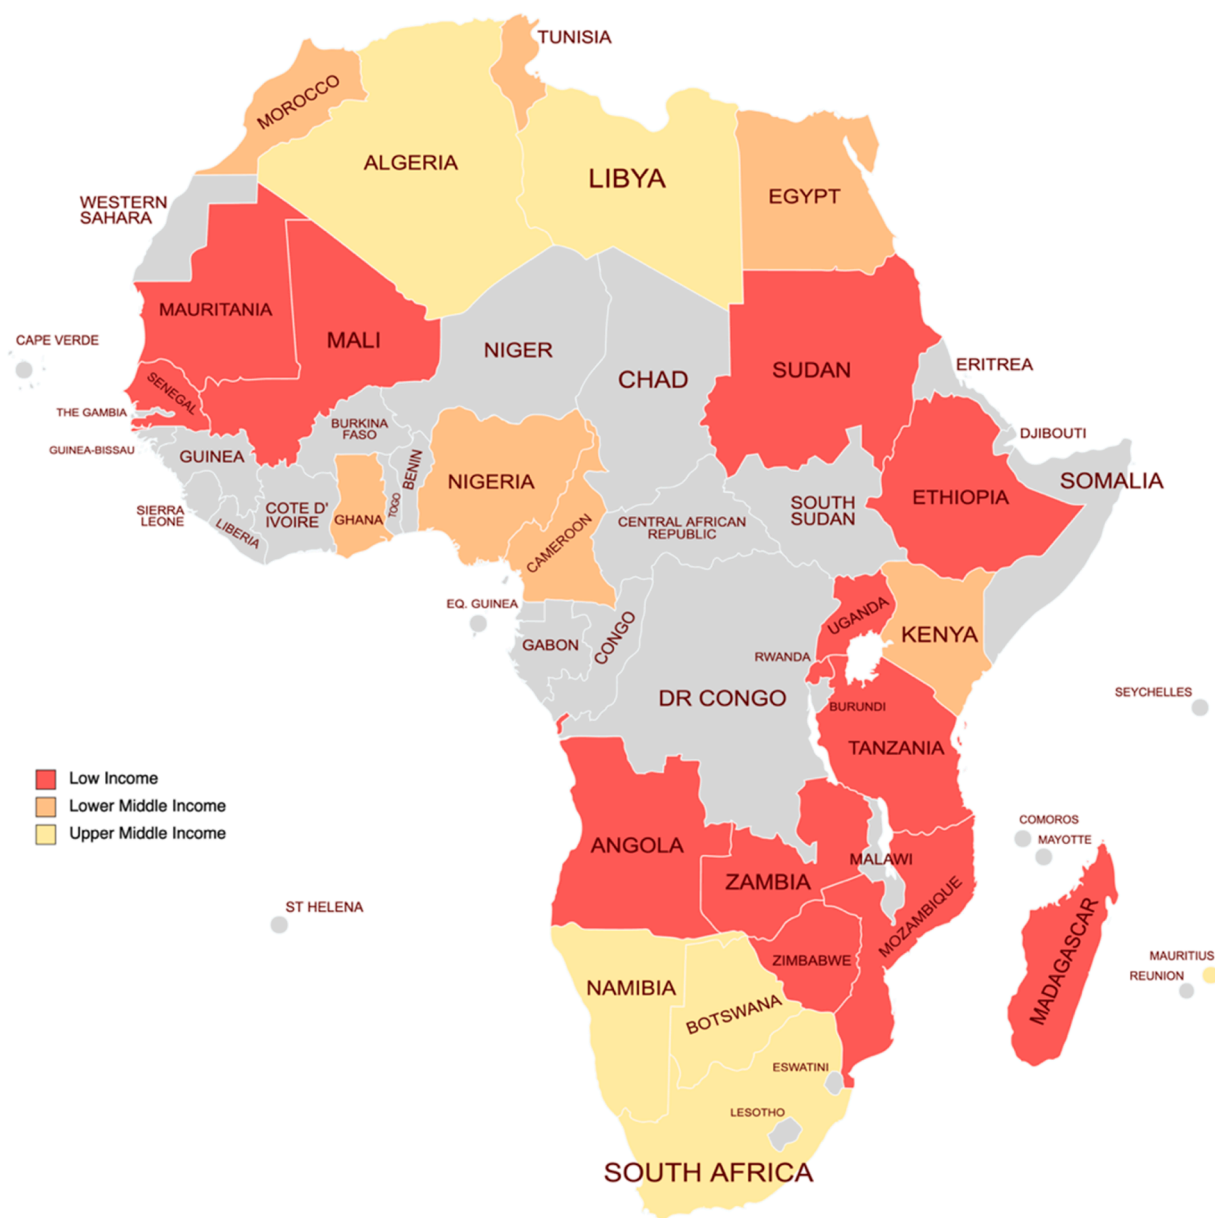 TUNISIA
MOROCCO
ALGERIA
LIBYA
EGYPT
WESTERN
SAHARA
MAURITANIA
MALI
NIGER
CHAD
SUDAN
ERITREA
CAPE VERDE
SENEGAL
THE GAMBIA
GUINEA-BISSAU
GUINEA
BURKINA
FASO
BENIN
TOGO
NIGERIA
DJIBOUTI
SOMALIA
ETHIOPIA
SOUTH
SUDAN
SIERRA
LEONE
LIBERIA
COTE D'
IVOIRE
GHANA
CAMEROON
CENTRAL AFRICAN
REPUBLIC
EQ. GUINEA
GABON
CONGO
UGANDA
KENYA
RWANDA
DR CONGO
BURUNDI
TANZANIA
SEYCHELLES
Low Income
Lower Middle Income
Upper Middle Income
ANGOLA
ZAMBIA
MALAWI
COMOROS
MAYOTTE
MOZAMBIQUE
MADAGASCAR
ST HELENA
ZIMBABWE
MAURITIUS
REUNION
NAMIBIA
BOTSWANA
ESWATINI
LESOTHO
SOUTH AFRICA